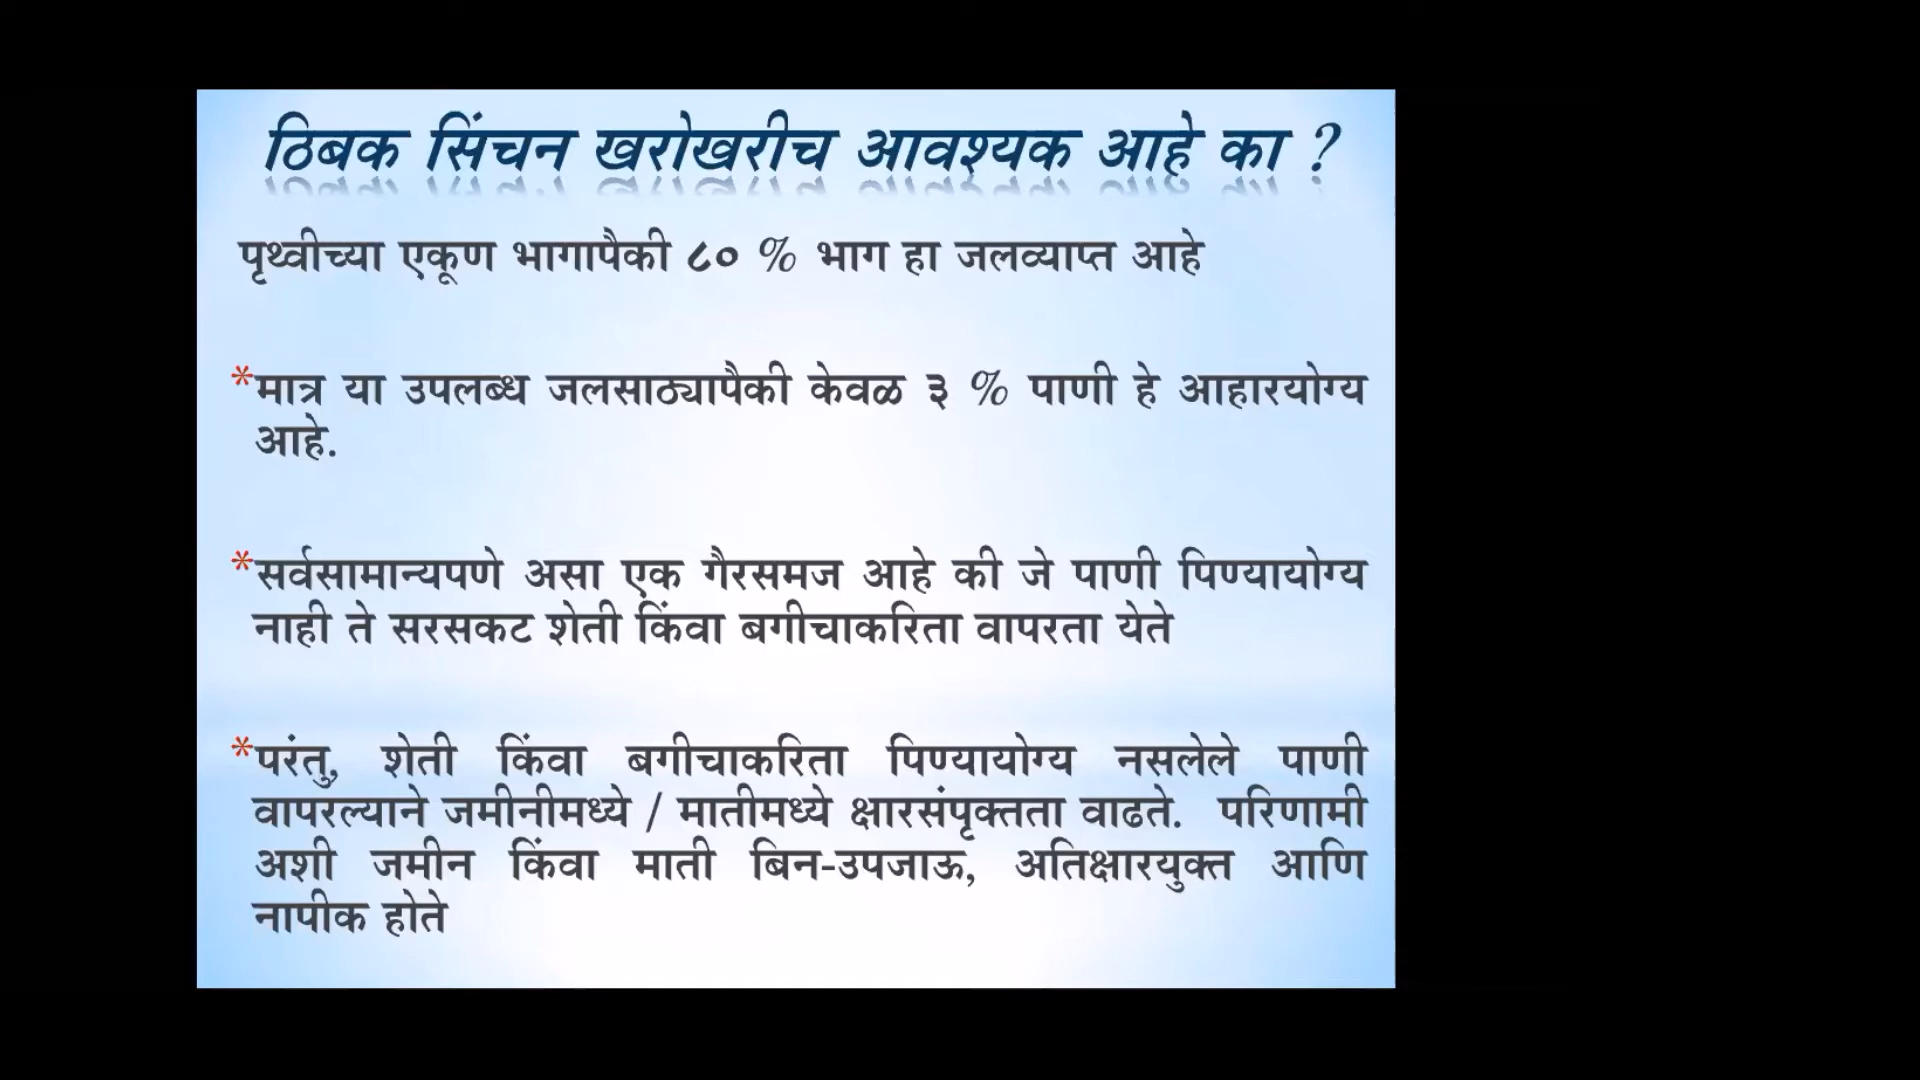 ठिबक सिंचन खरोखरीच आवश्यक आहे का ?
पृथ्वीच्या एकूण भागापैकी ८० % भाग हा जलव्याप्त आहे
*मात्र या उपलब्ध जलसाठ्यापैकी केवळ ३ % पाणी हे आहारयोग्य
आहे.
*सर्वसामान्यपणे असा एक गैरसमज आहे की जे पाणी पिण्यायोग्य
नाही ते सरसकट शेती किंवा बगीचाकरिता वापरता येते
*परंतु, शेती किंवा बगीचाकरिता पिण्यायोग्य नसलेले पाणी
वापरल्याने जमीनीमध्ये / मातीमध्ये क्षारसंपृक्तता वाढते. परिणामी
अशी जमीन किंवा माती बिन-उपजाऊ, अतिक्षारयुक्त आणि
नापीक होते